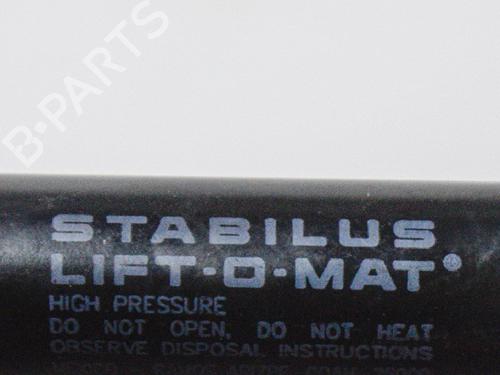 B-PARTS
STABILUS
LIFT-O-MAT®
HIGH PRESSURE
DO NOT OPEN, DO NOT HEAT
OBSERVE DISPOSAL INSTRUCTIONS